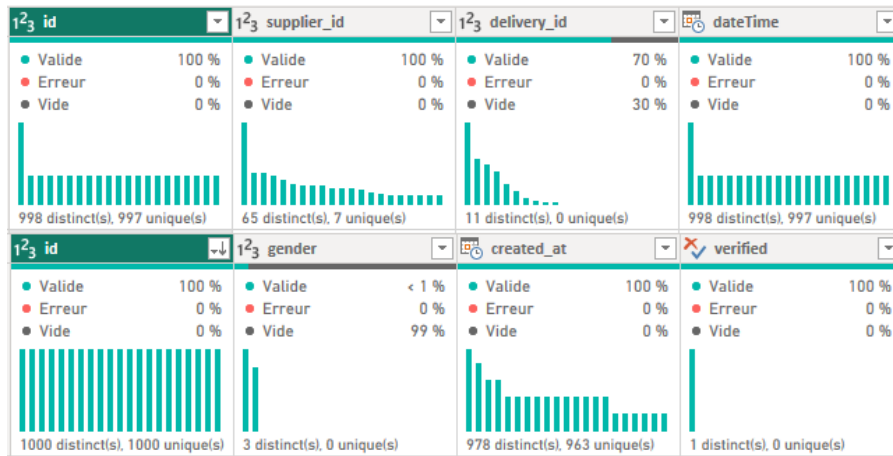 1²3 id 1²3 supplier_id 1²3 delivery_id dateTime
Valide 100 % Valide 100 % Valide 70 % Valide 100 %
Erreur 0 % Erreur 0 % Erreur 0 % Erreur 0 %
Vide 0 % Vide 0 % Vide 30 % Vide 0 %
998 distinct(s), 997 unique(s) 65 distinct(s), 7 unique(s) 11 distinct(s), 0 unique(s) 998 distinct(s), 997 unique(s)
1²3 id 1²3 gender created_at verified
Valide 100 % Valide < 1 % Valide 100 % Valide 100 %
Erreur 0 % Erreur 0 % Erreur 0 % Erreur 0 %
Vide 0 % Vide 99 % Vide 0 % Vide 0 %
1000 distinct(s), 1000 unique(s) 3 distinct(s), 0 unique(s) 978 distinct(s), 963 unique(s) 1 distinct(s), 0 unique(s)